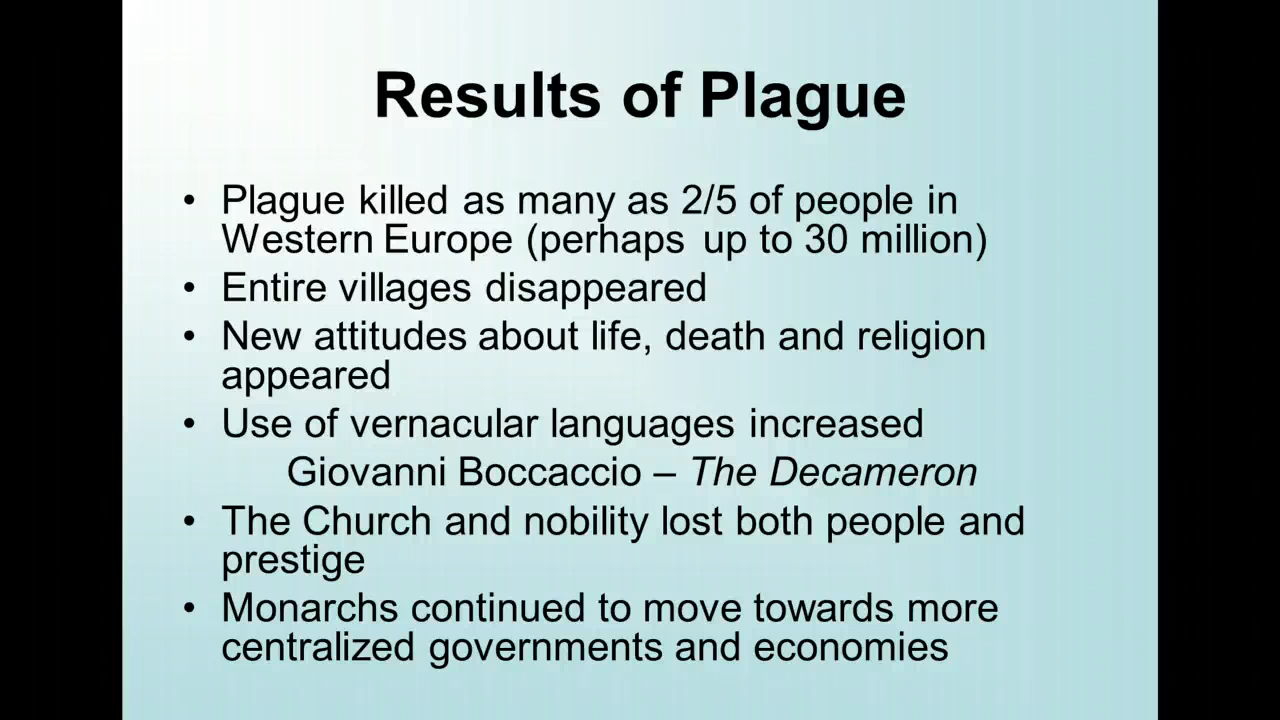 Results of Plague
• Plague killed as many as 2/5 of people in
Western Europe (perhaps up to 30 million)
• Entire villages disappeared
• New attitudes about life, death and religion
appeared
• Use of vernacular languages increased
Giovanni Boccaccio – The Decameron
• The Church and nobility lost both people and
prestige
• Monarchs continued to move towards more
centralized governments and economies